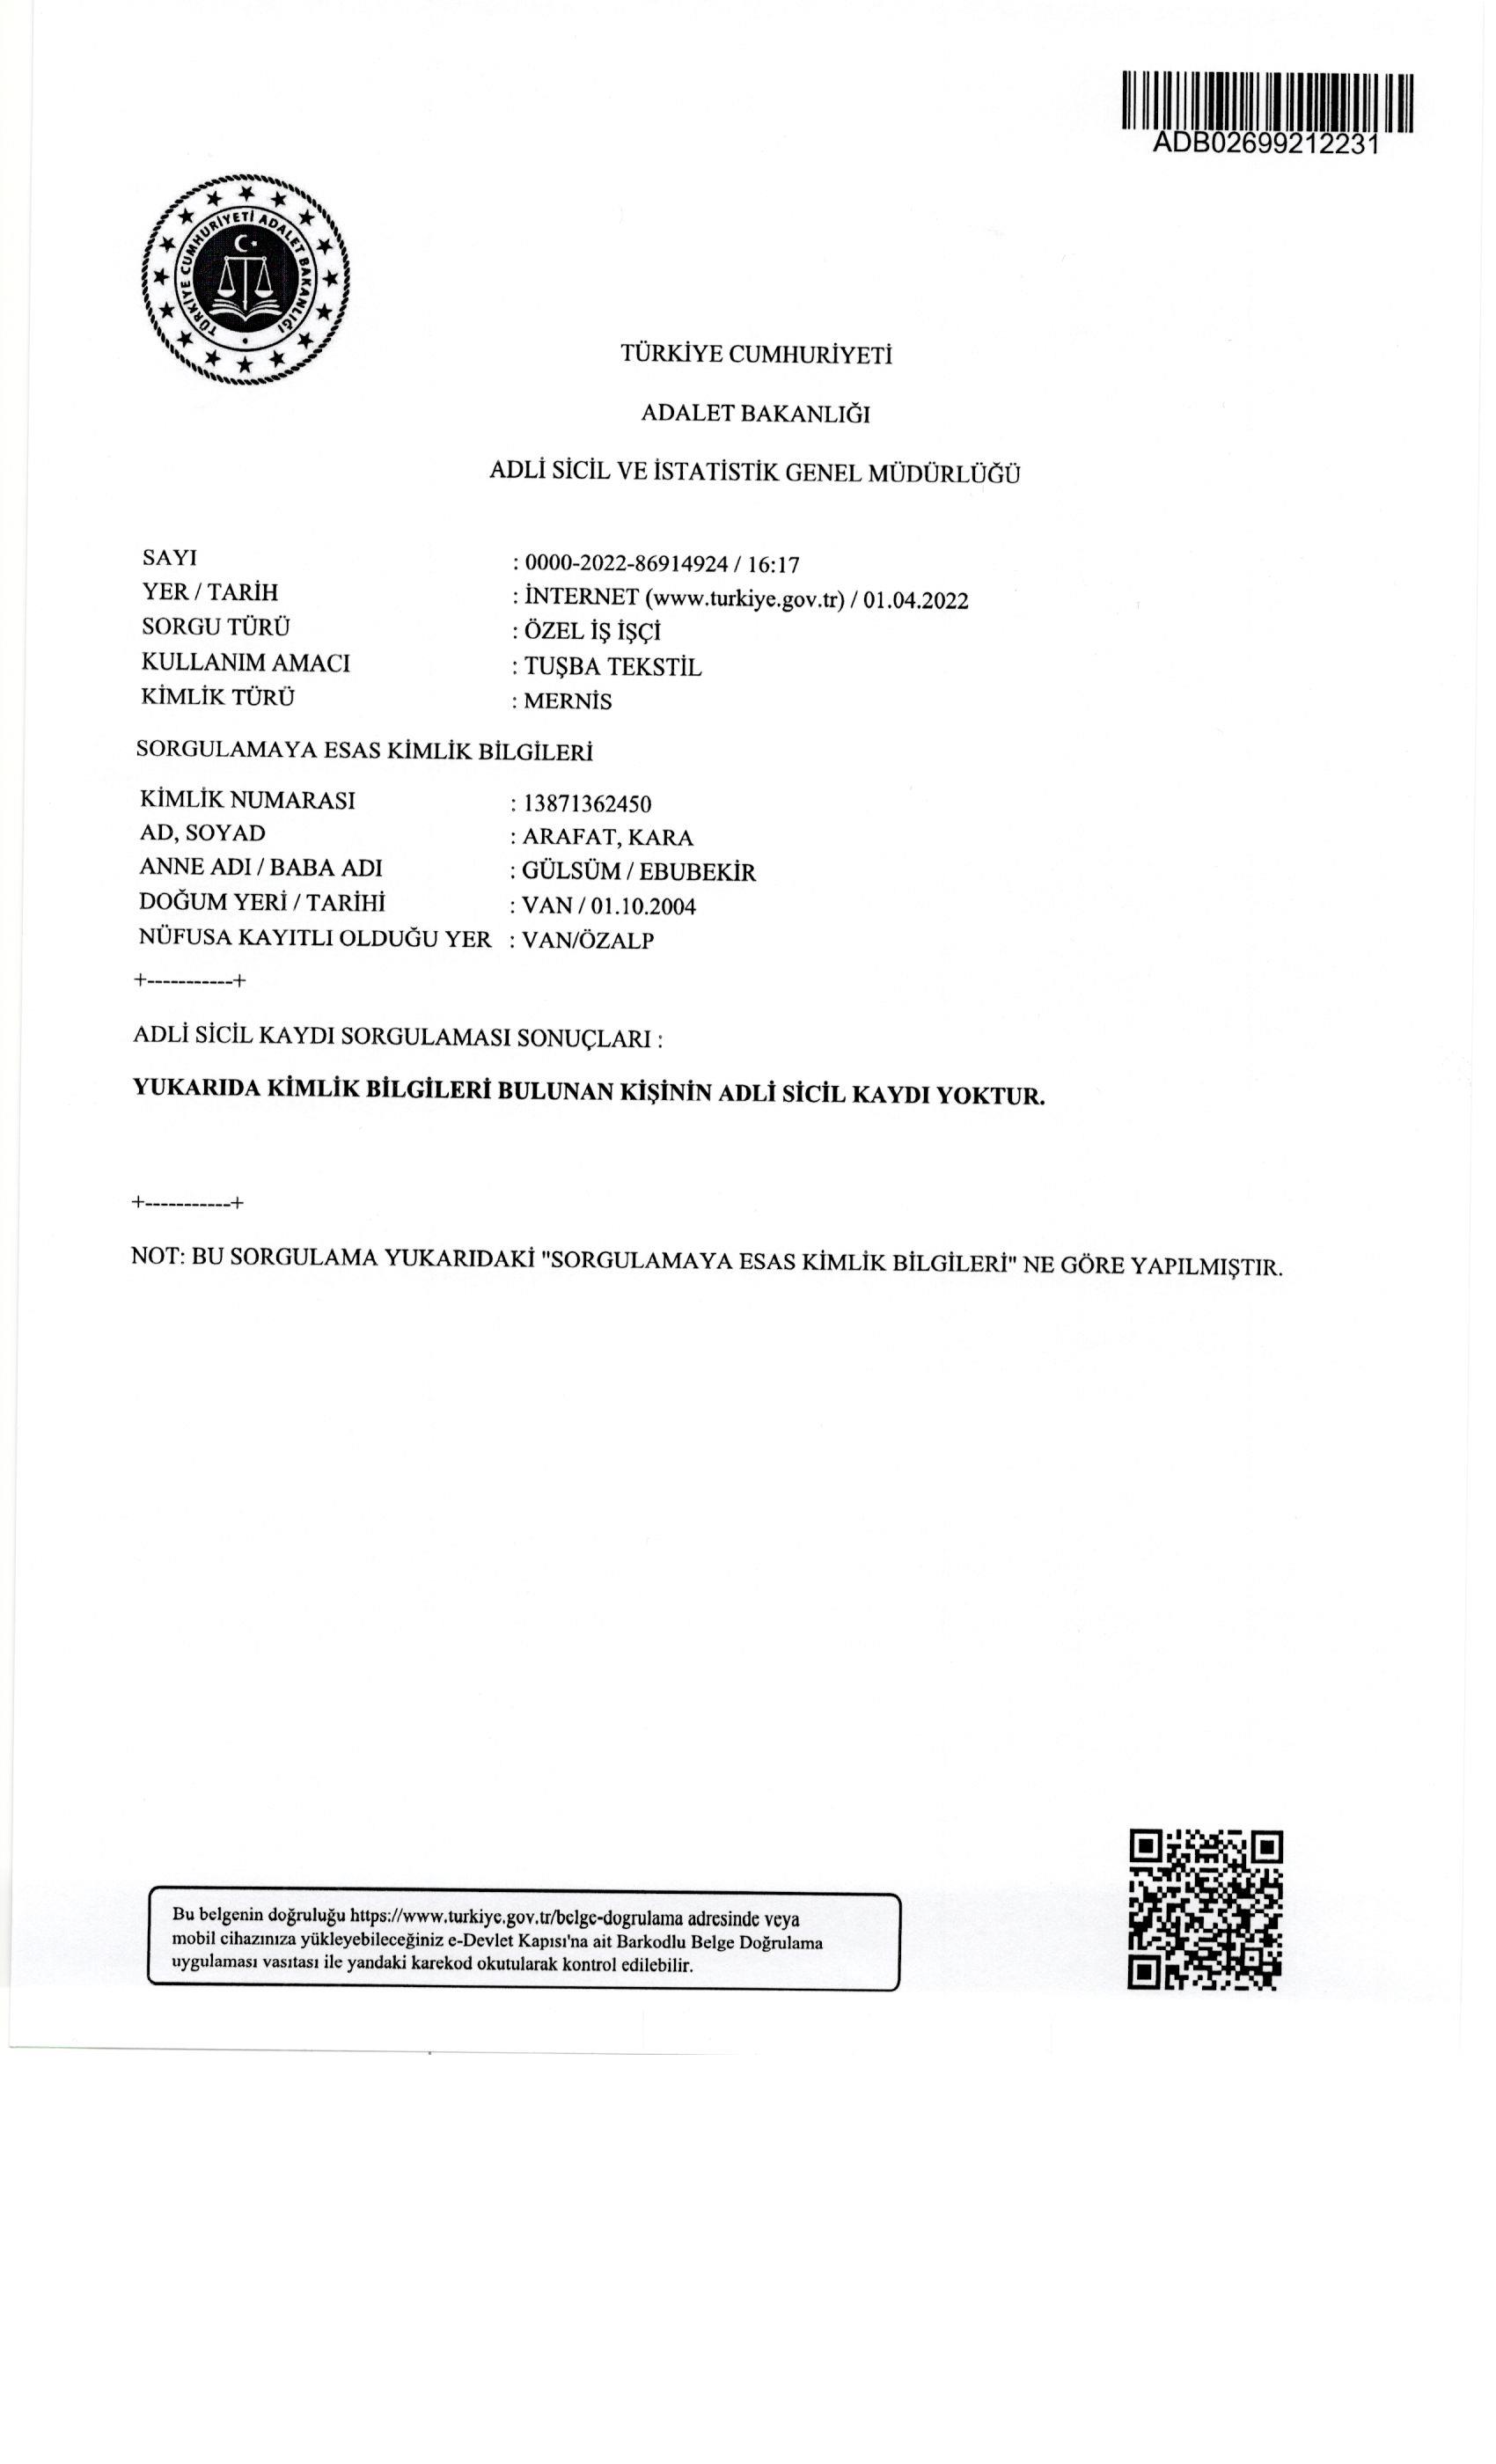 ADB02699212231
TÜRKİYE CUMHURİYETİ ADALET BAKANLIĞI
TÜRKİYE CUMHURİYETİ
ADALET BAKANLIĞI
ADLİ SİCİL VE İSTATİSTİK GENEL MÜDÜRLÜĞÜ
SAYI : 0000-2022-86914924 / 16:17
YER / TARİH : İNTERNET (www.turkiye.gov.tr) / 01.04.2022
SORGU TÜRÜ : ÖZEL İŞ İŞÇİ
KULLANIM AMACI : TUŞBA TEKSTİL
KİMLİK TÜRÜ : MERNİS
SORGULAMAYA ESAS KİMLİK BİLGİLERİ
KİMLİK NUMARASI : 13871362450
AD, SOYAD : ARAFAT, KARA
ANNE ADI / BABA ADI : GÜLSÜM / EBUBEKİR
DOĞUM YERİ / TARİHİ : VAN / 01.10.2004
NÜFUSA KAYITLI OLDUĞU YER : VAN/ÖZALP
+-----------+
ADLİ SİCİL KAYDI SORGULAMASI SONUÇLARI :
YUKARIDA KİMLİK BİLGİLERİ BULUNAN KİŞİNİN ADLİ SİCİL KAYDI YOKTUR.
+-----------+
NOT: BU SORGULAMA YUKARIDAKİ "SORGULAMAYA ESAS KİMLİK BİLGİLERİ" NE GÖRE YAPILMIŞTIR.
Bu belgenin doğruluğu https://www.turkiye.gov.tr/belge-dogrulama adresinde veya
mobil cihazınıza yükleyebileceğiniz e-Devlet Kapısı'na ait Barkodlu Belge Doğrulama
uygulaması vasıtası ile yandaki karekod okutularak kontrol edilebilir.